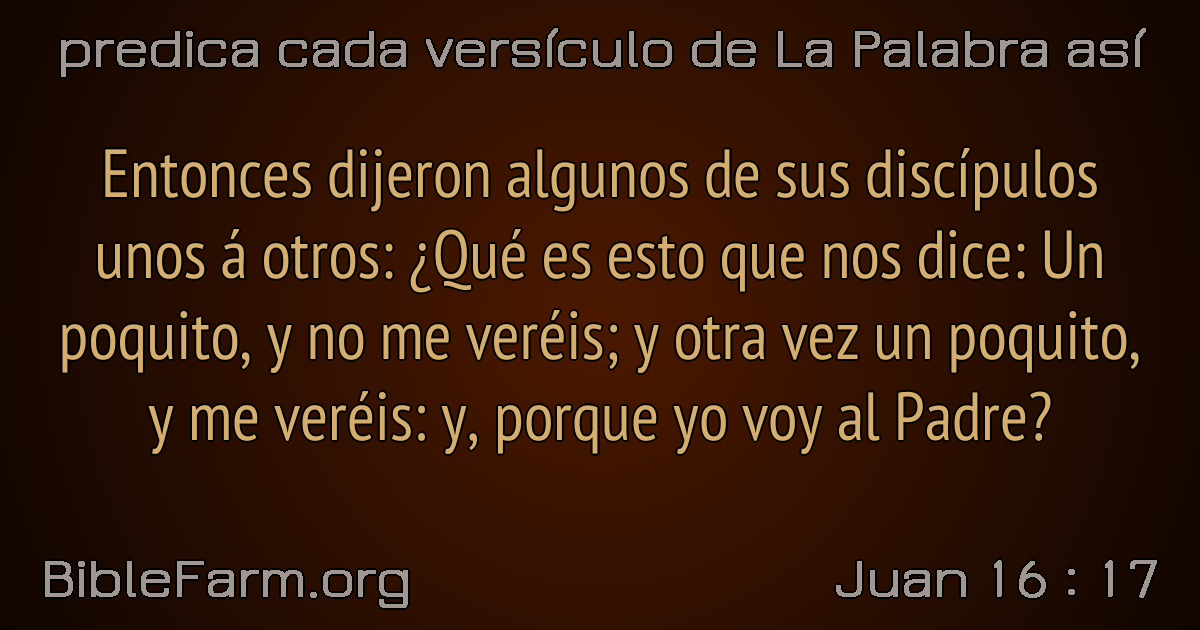 predica cada versículo de La Palabra así
Entonces dijeron algunos de sus discípulos
unos á otros: ¿Qué es esto que nos dice: Un
poquito, y no me veréis; y otra vez un poquito,
y me veréis: y, porque yo voy al Padre?
BibleFarm.org
Juan 16 : 17